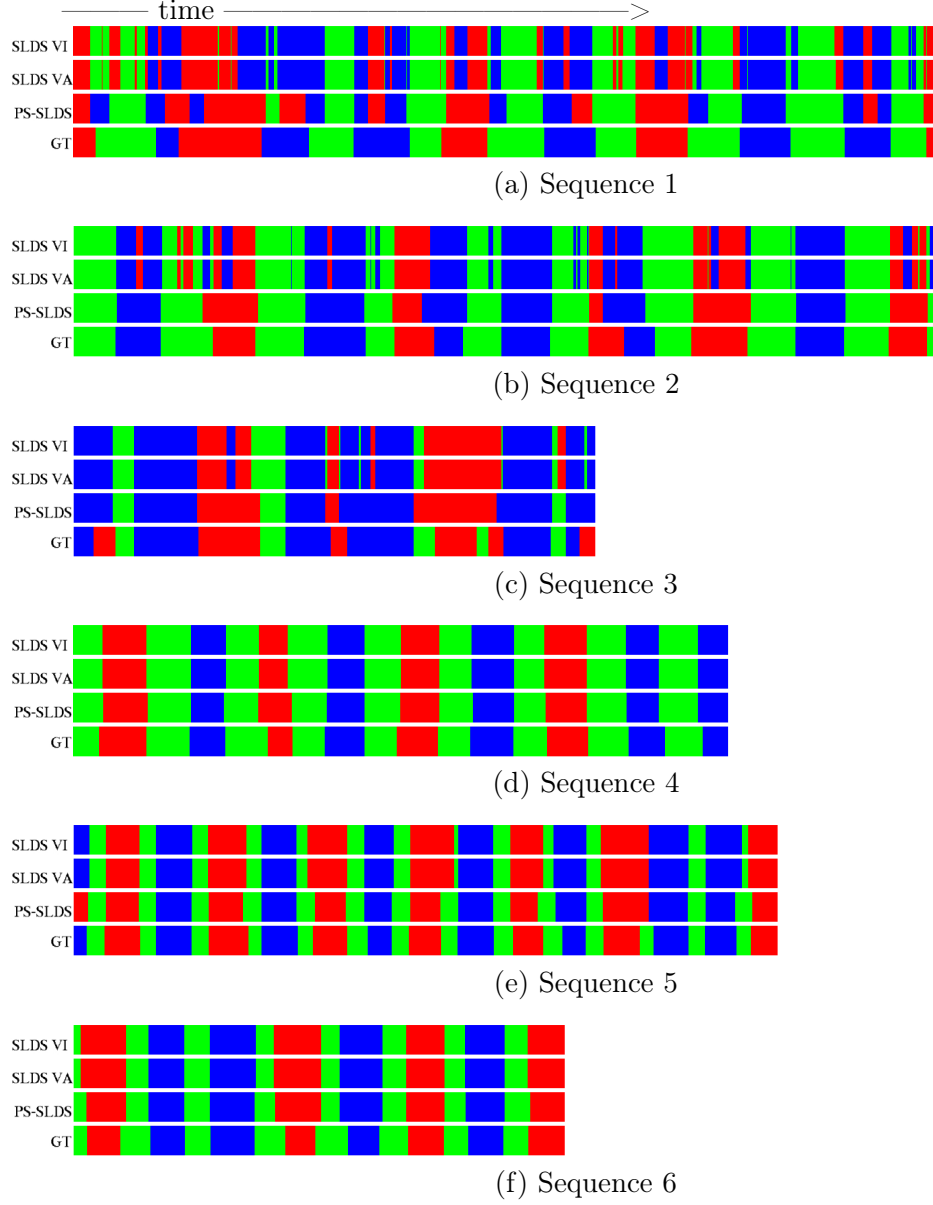 time
SLDS VI
SLDS VA
PS-SLDS
GT
(a) Sequence 1
SLDS VI
SLDS VA
PS-SLDS
GT
(b) Sequence 2
SLDS VI
SLDS VA
PS-SLDS
GT
(c) Sequence 3
SLDS VI
SLDS VA
PS-SLDS
GT
(d) Sequence 4
SLDS VI
SLDS VA
PS-SLDS
GT
(e) Sequence 5
SLDS VI
SLDS VA
PS-SLDS
GT
(f) Sequence 6